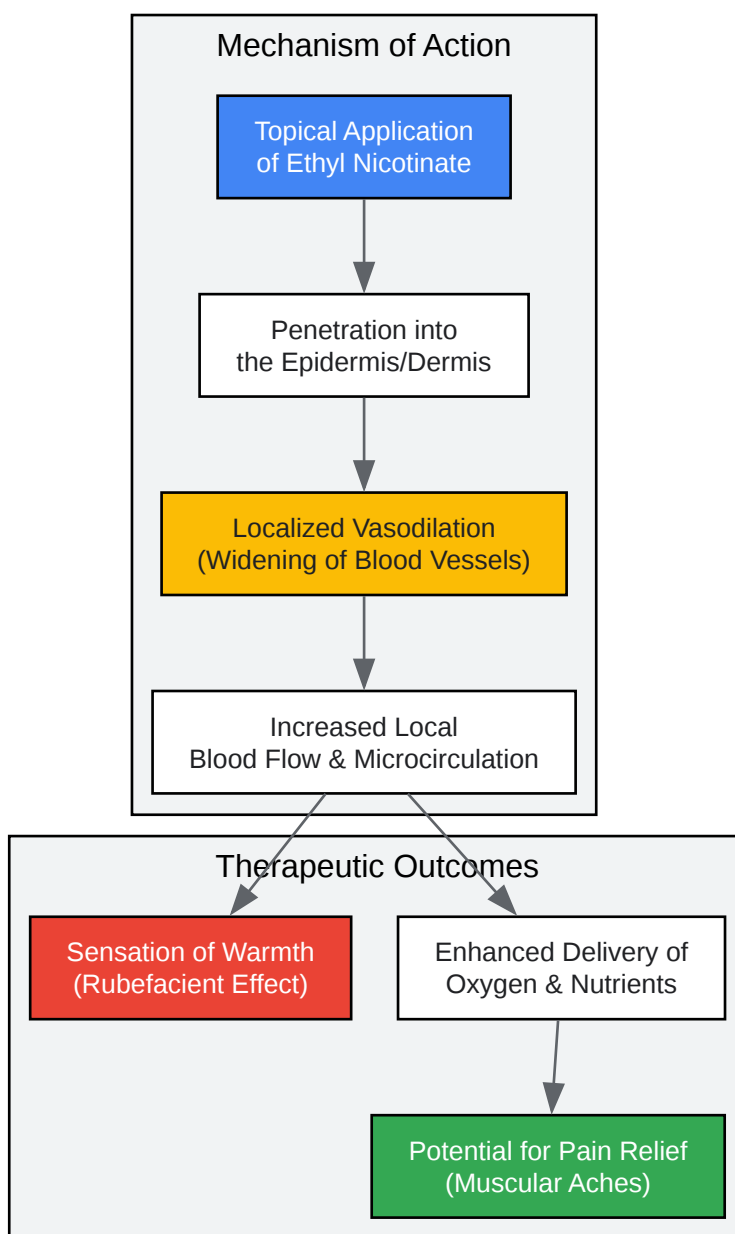 Mechanism of Action
Topical Application
of Ethyl Nicotinate
Penetration into
the Epidermis/Dermis
Localized Vasodilation
(Widening of Blood Vessels)
Increased Local
Blood Flow & Microcirculation
Therapeutic Outcomes
Sensation of Warmth
(Rubefacient Effect)
Enhanced Delivery of
Oxygen & Nutrients
Potential for Pain Relief
(Muscular Aches)